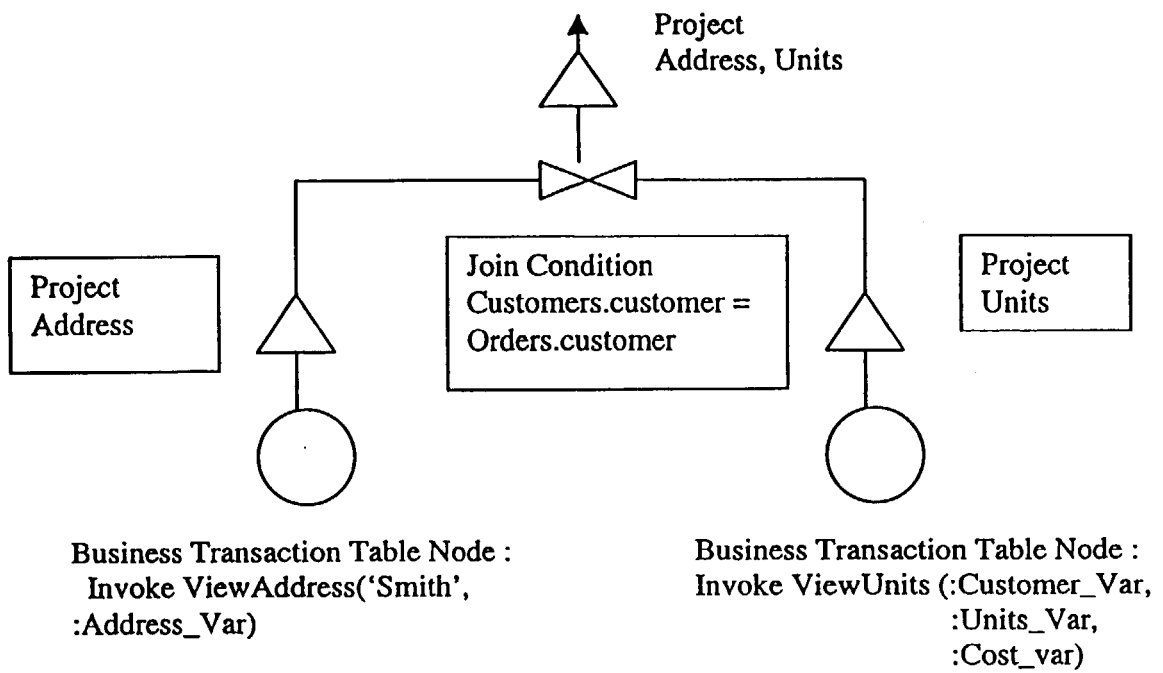 Project
Address, Units
Project
Address
Join Condition
Customers.customer =
Orders.customer
Project
Units
Business Transaction Table Node :
Invoke ViewAddress(‘Smith’,
:Address_Var)
Business Transaction Table Node :
Invoke ViewUnits (:Customer_Var,
:Units_Var,
:Cost_var)